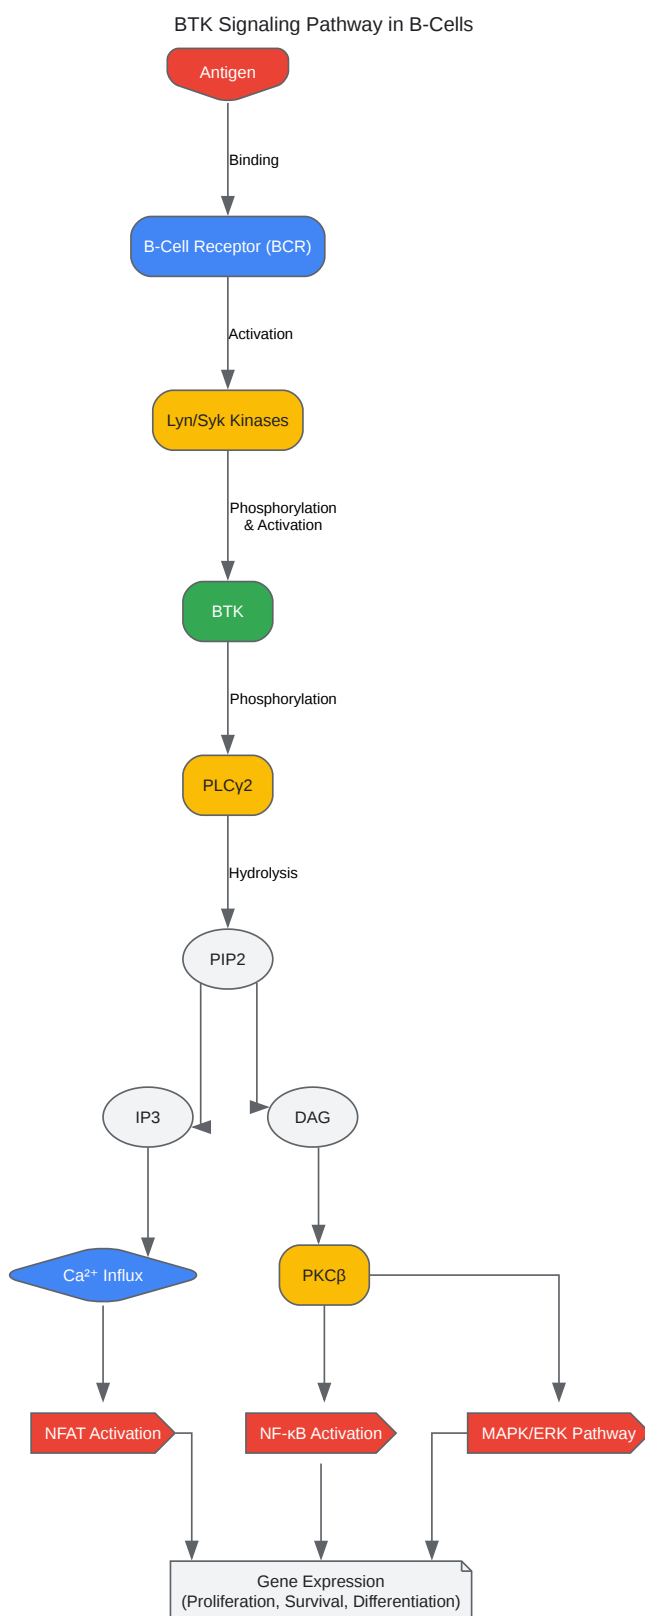 BTK Signaling Pathway in B-Cells
Antigen
Binding
B-Cell Receptor (BCR)
Activation
Lyn/Syk Kinases
Phosphorylation
& Activation
BTK
Phosphorylation
PLCγ2
Hydrolysis
PIP2
IP3
DAG
Ca²⁺ Influx
PKCβ
NFAT Activation
NF-κB Activation
MAPK/ERK Pathway
Gene Expression
(Proliferation, Survival, Differentiation)